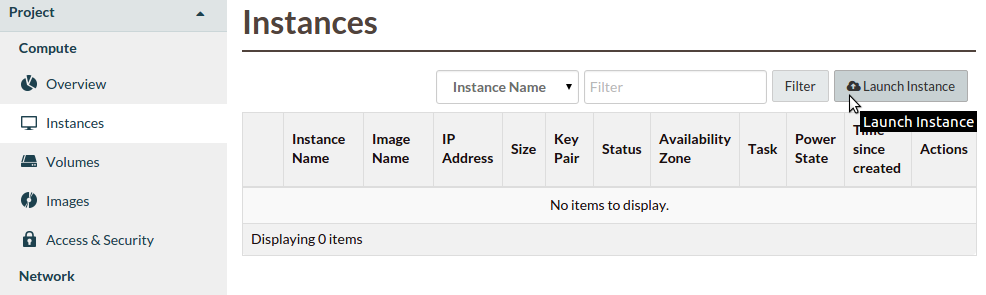 Project
Compute
Overview
Instances
Volumes
Images
Access & Security
Network
Instances
Instance Name
Filter
Filter
Launch Instance
Launch Instance
Instance Name
Image Name
IP Address
Size
Key Pair
Status
Availability Zone
Task
Power State
Time since created
Actions
No items to display.
Displaying 0 items